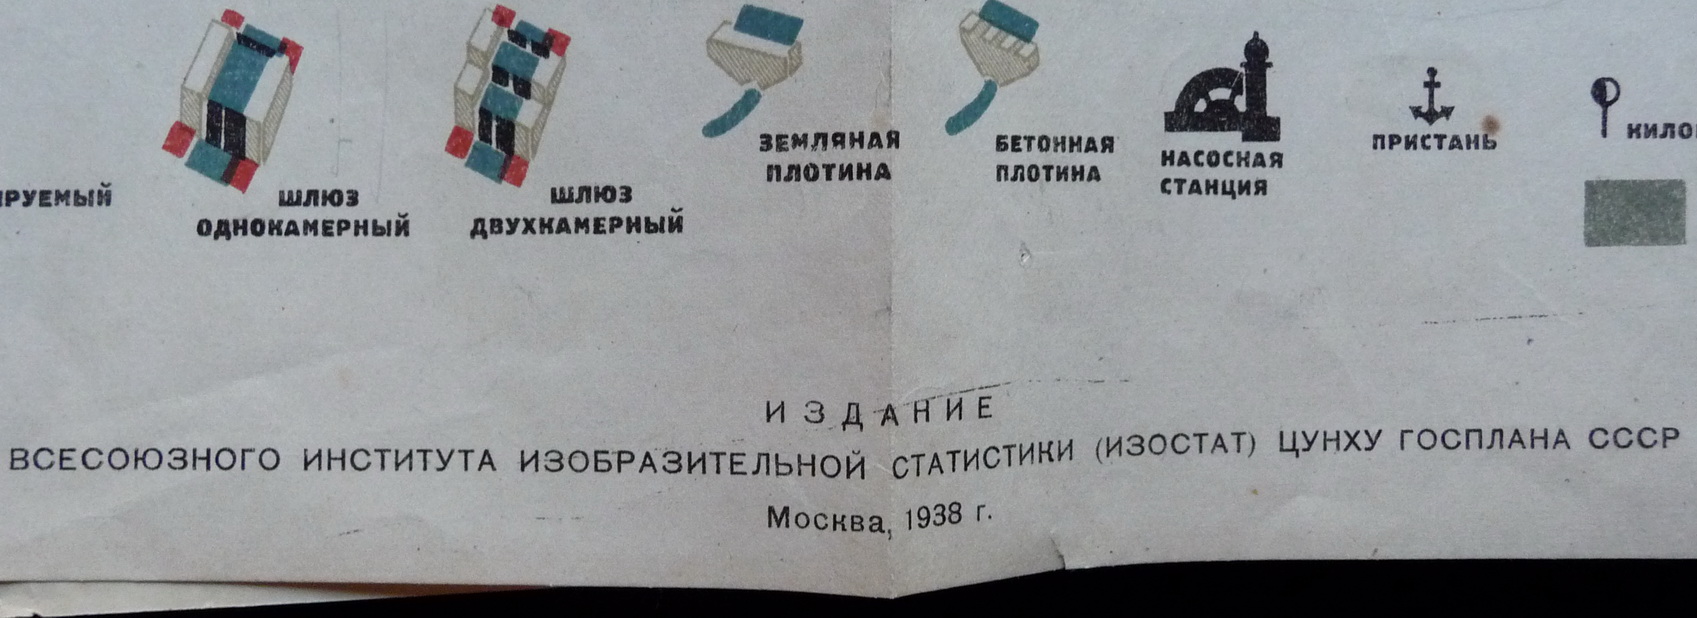 ШЛЮЗ
ОДНОКАМЕРНЫЙ
ШЛЮЗ
ДВУХКАМЕРНЫЙ
ЗЕМЛЯНАЯ
ПЛОТИНА
БЕТОННАЯ
ПЛОТИНА
НАСОСНАЯ
СТАНЦИЯ
ПРИСТАНЬ
ИЗДАНИЕ
ВСЕСОЮЗНОГО ИНСТИТУТА ИЗОБРАЗИТЕЛЬНОЙ СТАТИСТИКИ (ИЗОСТАТ) ЦУНХУ ГОСПЛАНА СССР
Москва, 1938 г.